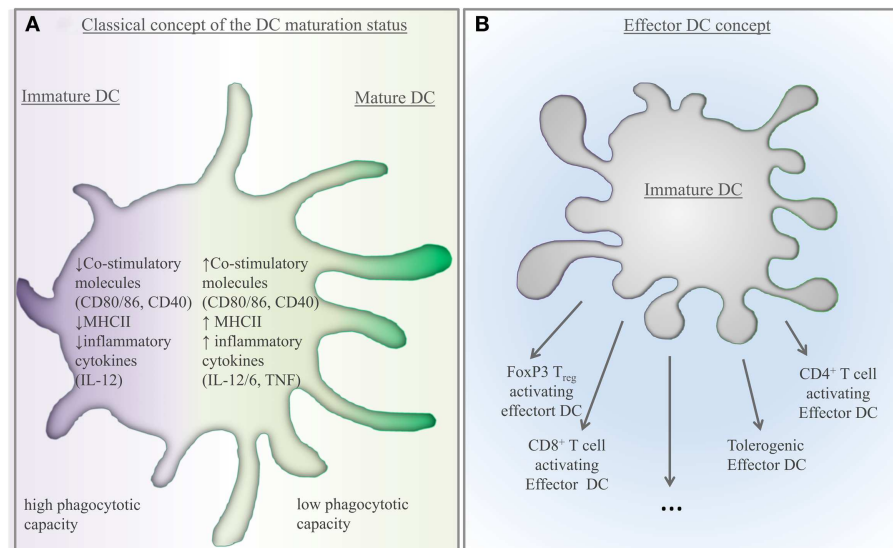 A
Classical concept of the DC maturation status
Immature DC
Mature DC
↓Co-stimulatory
molecules
(CD80/86, CD40)
↓MHCII
↓inflammatory
cytokines
(IL-12)
↑Co-stimulatory
molecules
(CD80/86, CD40)
↑ MHCII
↑ inflammatory
cytokines
(IL-12/6, TNF)
high phagocytotic
capacity
low phagocytotic
capacity
B
Effector DC concept
Immature DC
FoxP3 Treg
activating
effectort DC
CD8⁺ T cell
activating
Effector DC
...
Tolerogenic
Effector DC
CD4⁺ T cell
activating
Effector DC